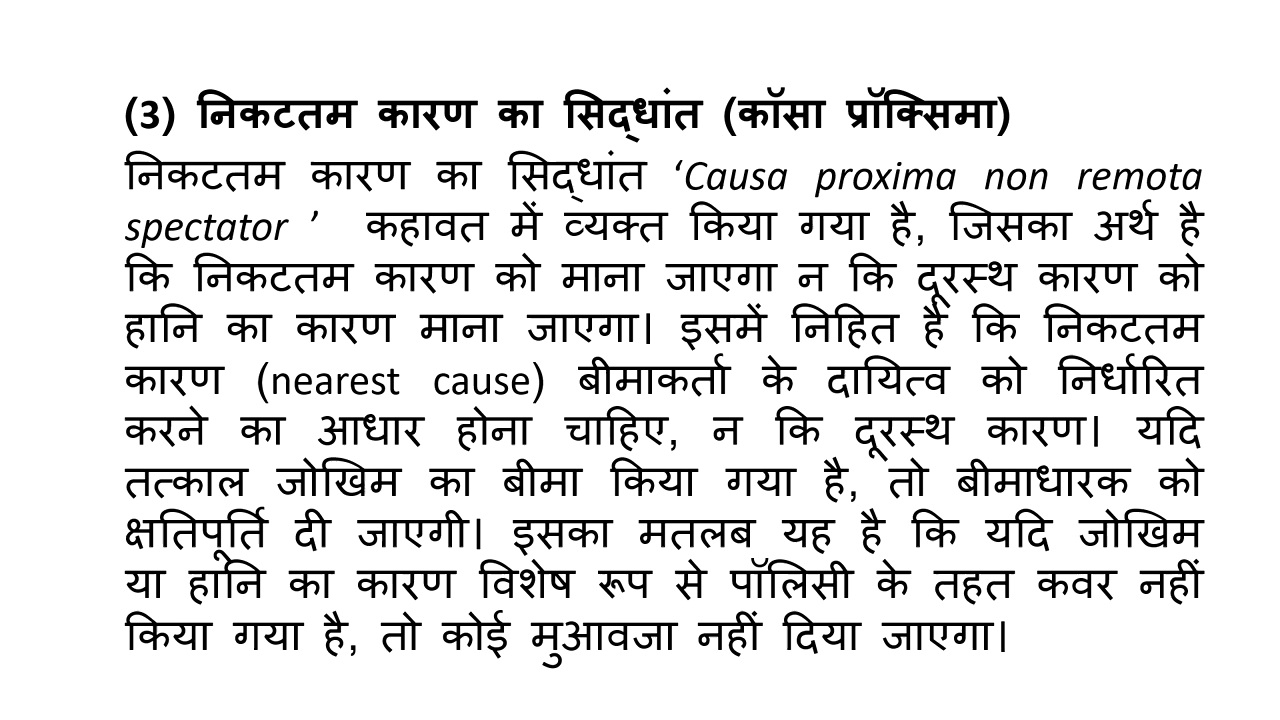 (3) निकटतम कारण का सिद्धांत (कॉसा प्रॉक्सिमा)
निकटतम कारण का सिद्धांत ‘Causa proxima non remota
spectator ’ कहावत में व्यक्त किया गया है, जिसका अर्थ है
कि निकटतम कारण को माना जाएगा न कि दूरस्थ कारण को
हानि का कारण माना जाएगा। इसमें निहित है कि निकटतम
कारण (nearest cause) बीमाकर्ता के दायित्व को निर्धारित
करने का आधार होना चाहिए, न कि दूरस्थ कारण। यदि
तत्काल जोखिम का बीमा किया गया है, तो बीमाधारक को
क्षतिपूर्ति दी जाएगी। इसका मतलब यह है कि यदि जोखिम
या हानि का कारण विशेष रूप से पॉलिसी के तहत कवर नहीं
किया गया है, तो कोई मुआवजा नहीं दिया जाएगा।